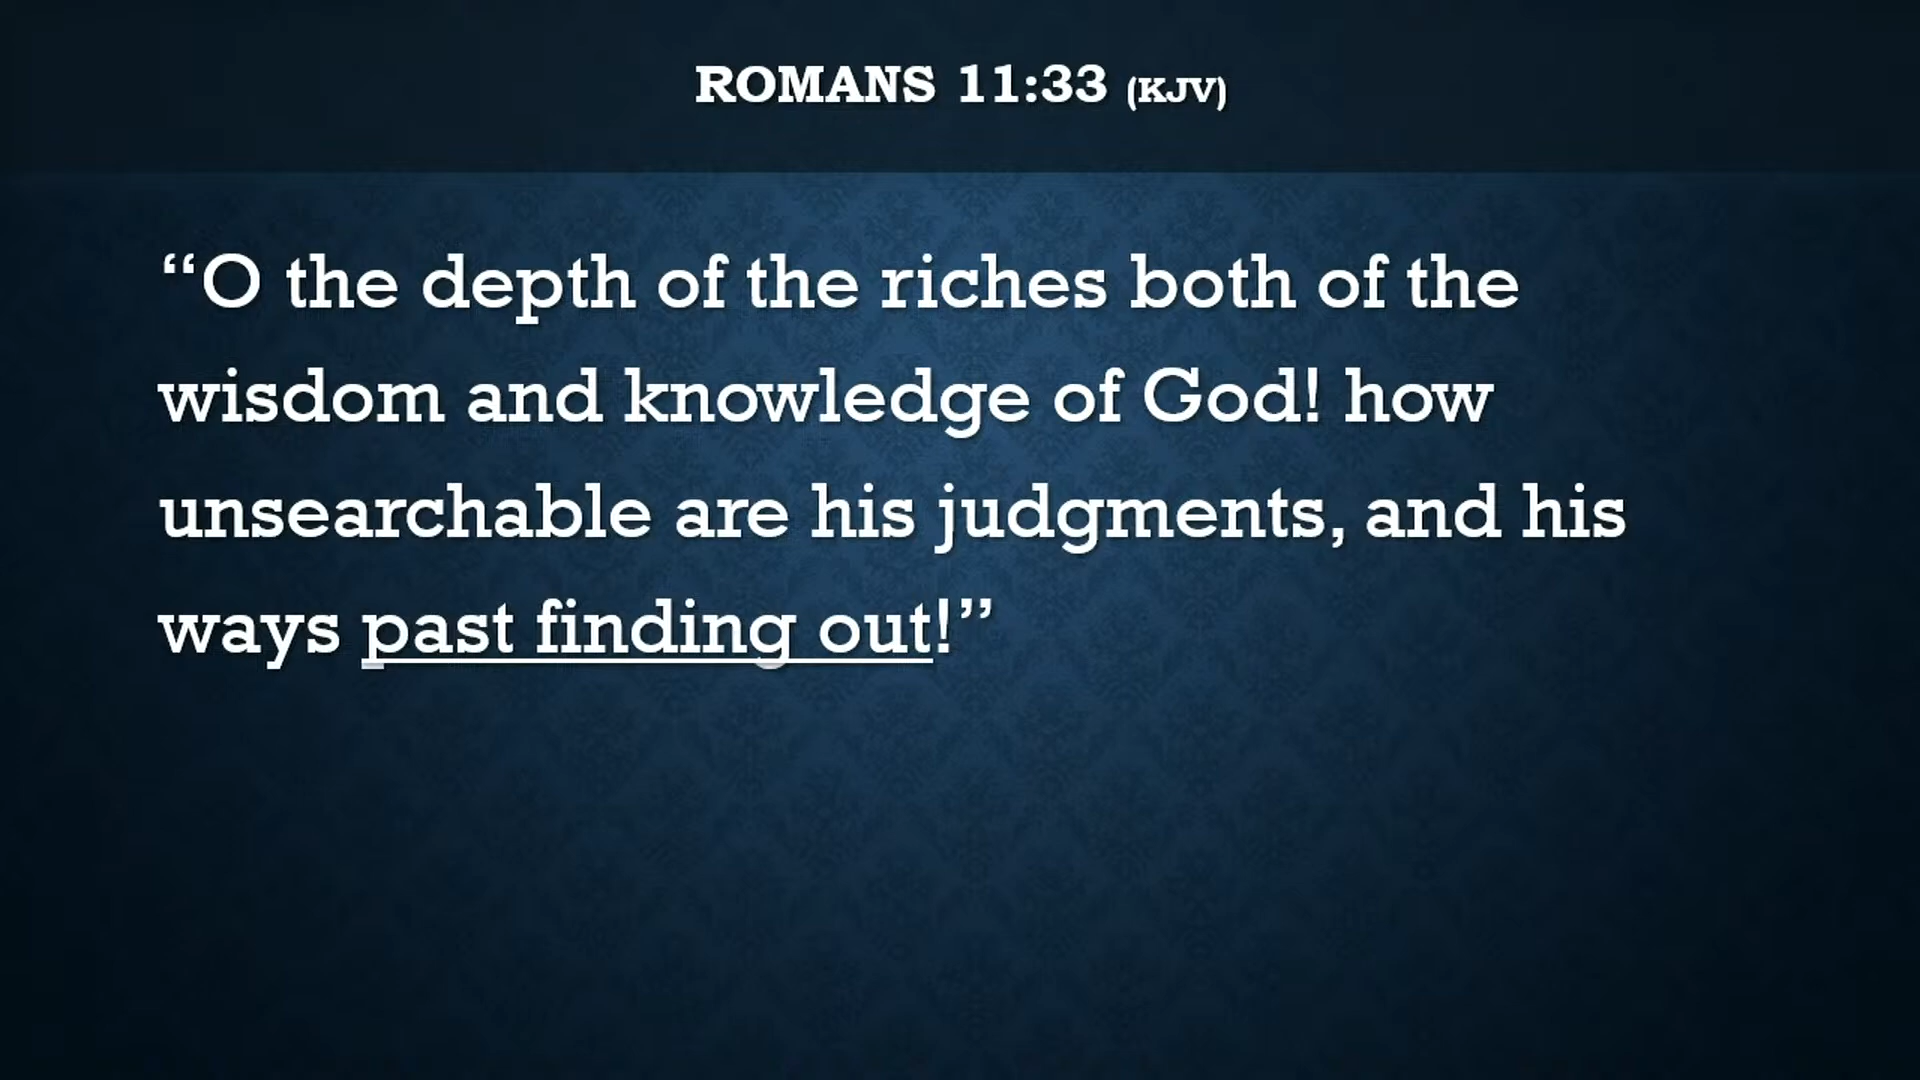 ROMANS 11:33 (KJV)
“O the depth of the riches both of the
wisdom and knowledge of God! how
unsearchable are his judgments, and his
ways past finding out!”